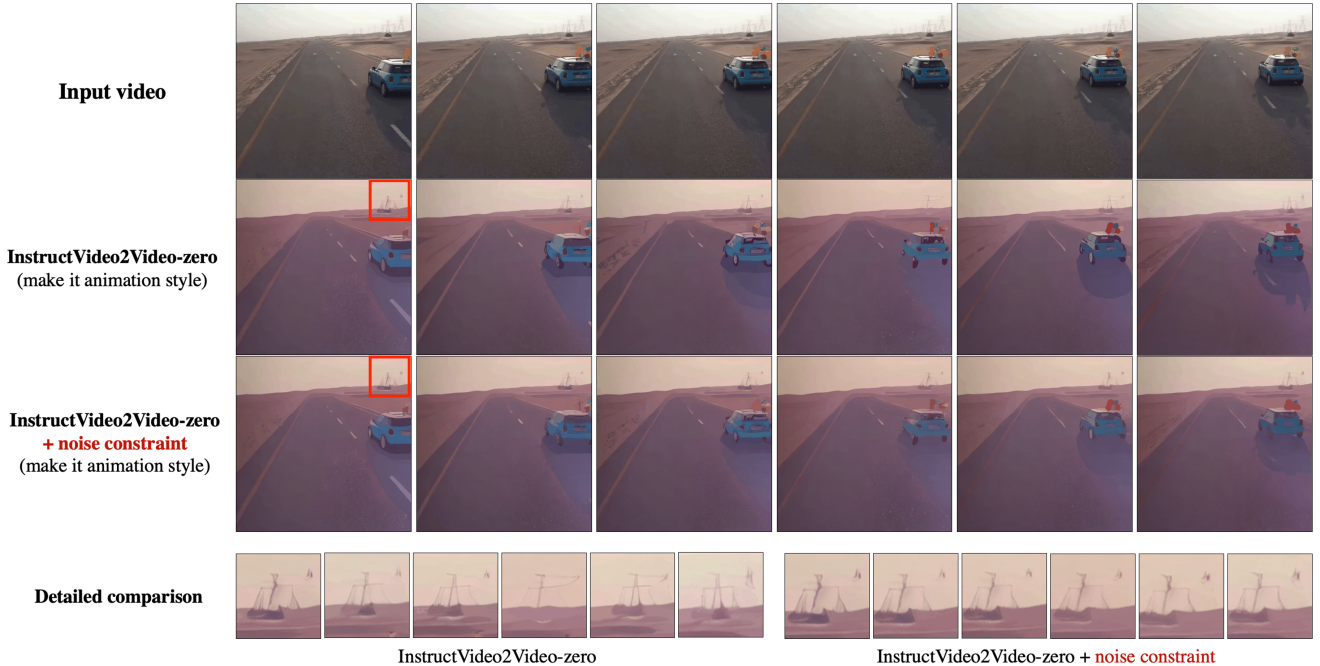 Input video
InstructVideo2Video-zero
(make it animation style)
InstructVideo2Video-zero
+ noise constraint
(make it animation style)
Detailed comparison
InstructVideo2Video-zero
InstructVideo2Video-zero + noise constraint